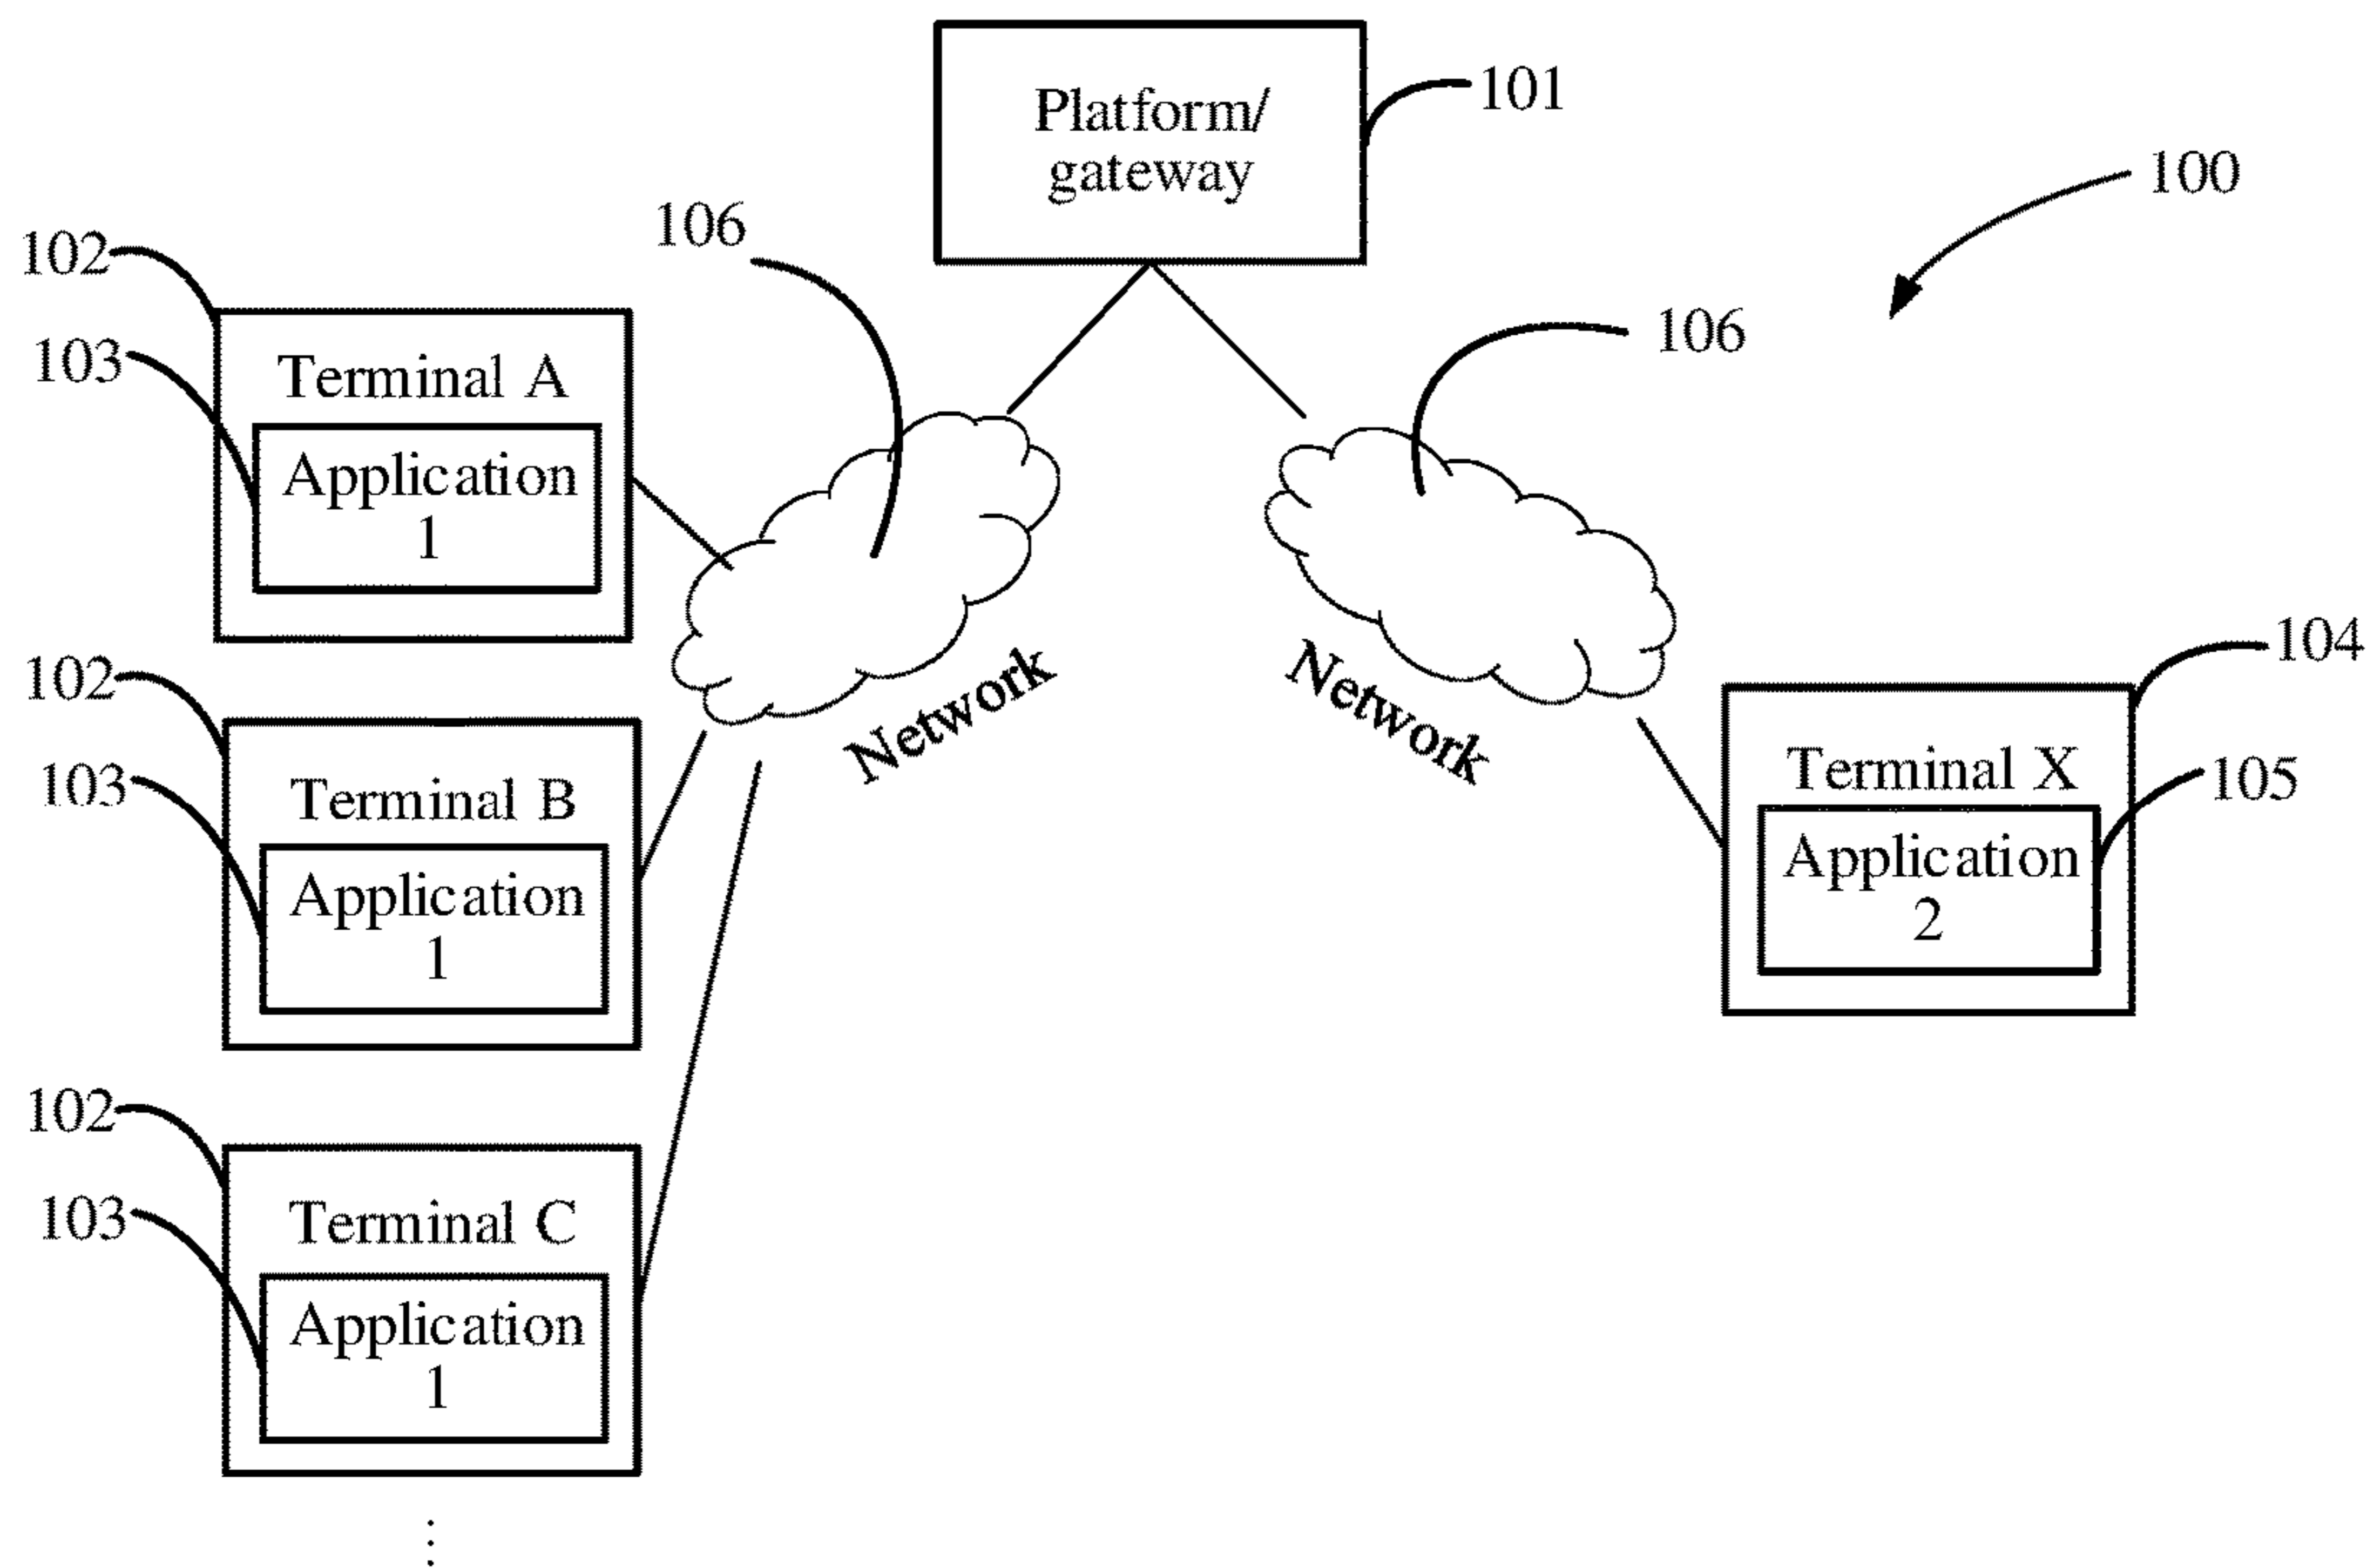 Platform/
gateway
101
100
106
106
102
103
Terminal A
Application
1
Network
Network
102
103
Terminal B
Application
1
104
Terminal X
105
Application
2
102
103
Terminal C
Application
1
⋮